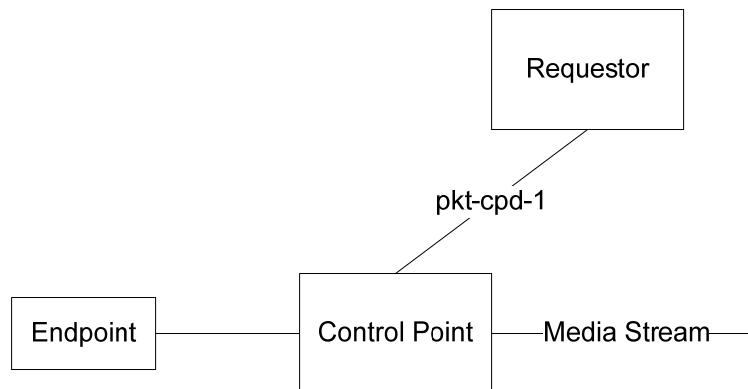 Requestor
pkt-cpd-1
Endpoint
Control Point
Media Stream